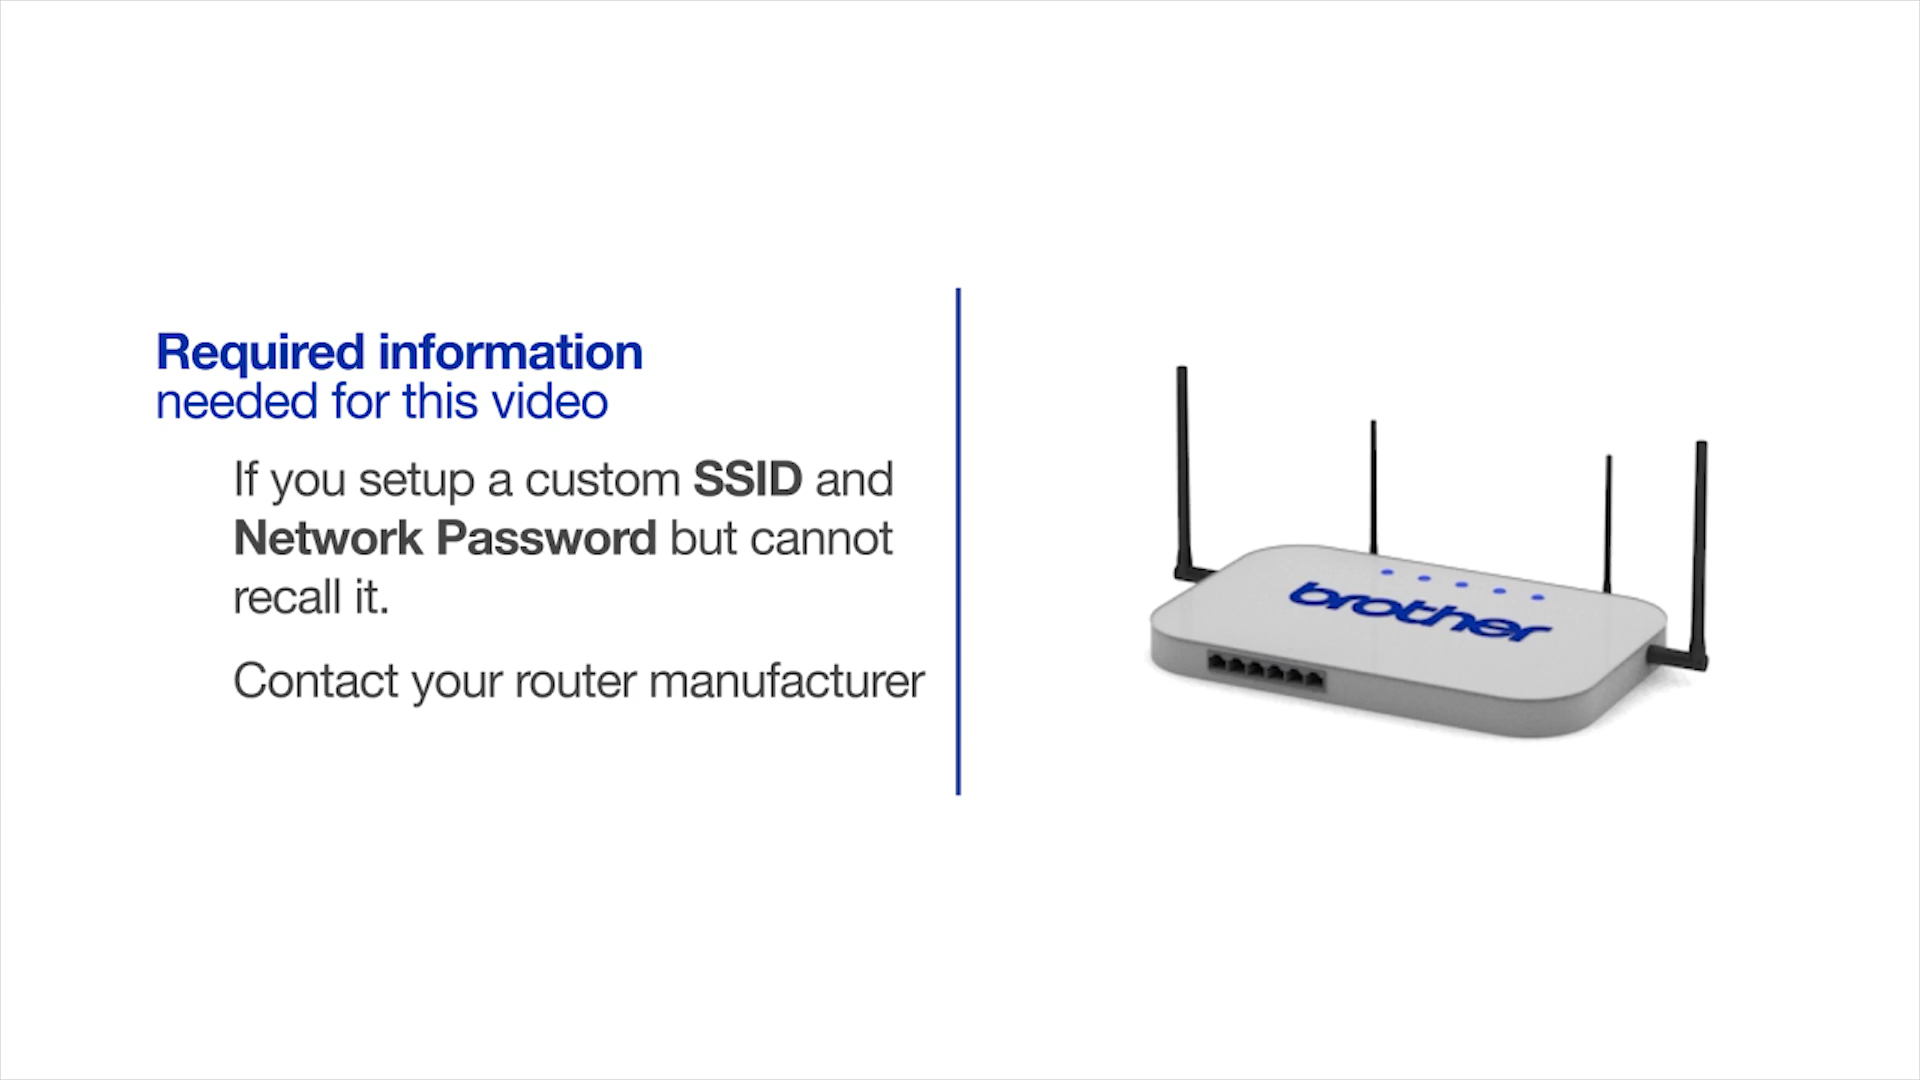 Required information
needed for this video
If you setup a custom SSID and
Network Password but cannot
recall it.
Contact your router manufacturer
brother